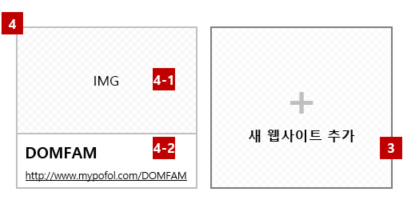 4
IMG
4-1
+
새 웹사이트 추가
3
DOMFAM
4-2
http://www.mypofol.com/DOMFAM